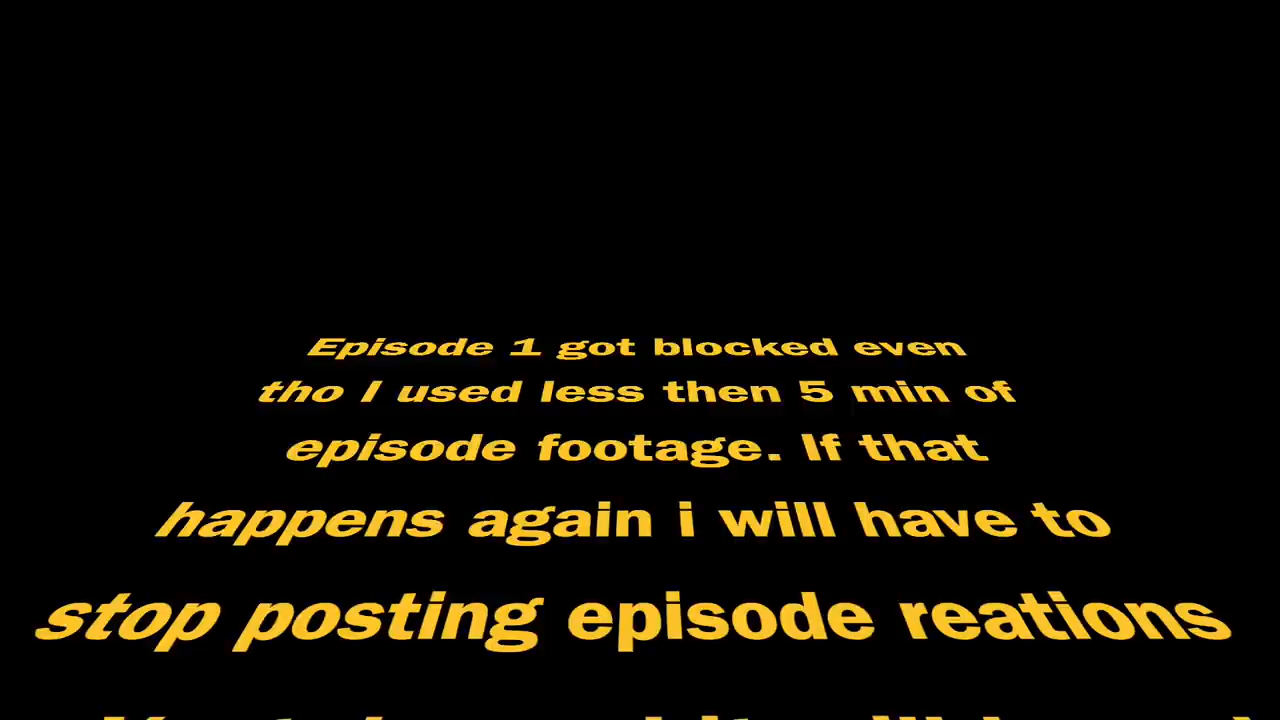 Episode 1 got blocked even
tho I used less then 5 min of
episode footage. If that
happens again i will have to
stop posting episode reations